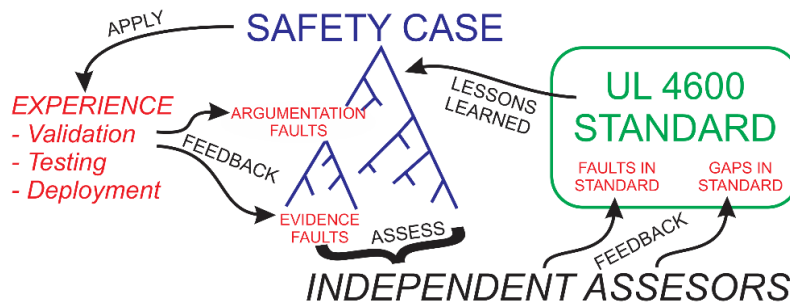 SAFETY CASE
APPLY
EXPERIENCE
- Validation
- Testing
- Deployment
ARGUMENTATION
FAULTS
FEEDBACK
EVIDENCE
FAULTS
ASSESS
LESSONS
LEARNED
UL 4600
STANDARD
FAULTS IN
STANDARD
GAPS IN
STANDARD
FEEDBACK
INDEPENDENT ASSESORS